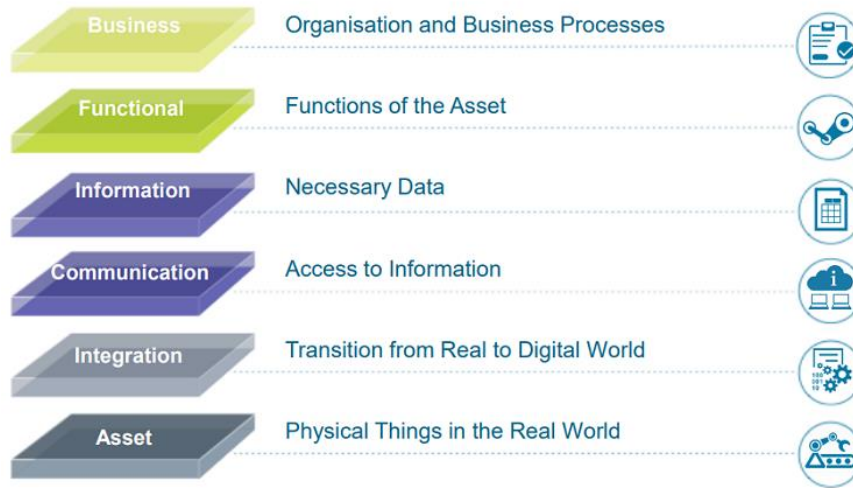 Business
Organisation and Business Processes
Functional
Functions of the Asset
Information
Necessary Data
Communication
Access to Information
i
Integration
Transition from Real to Digital World
Asset
Physical Things in the Real World